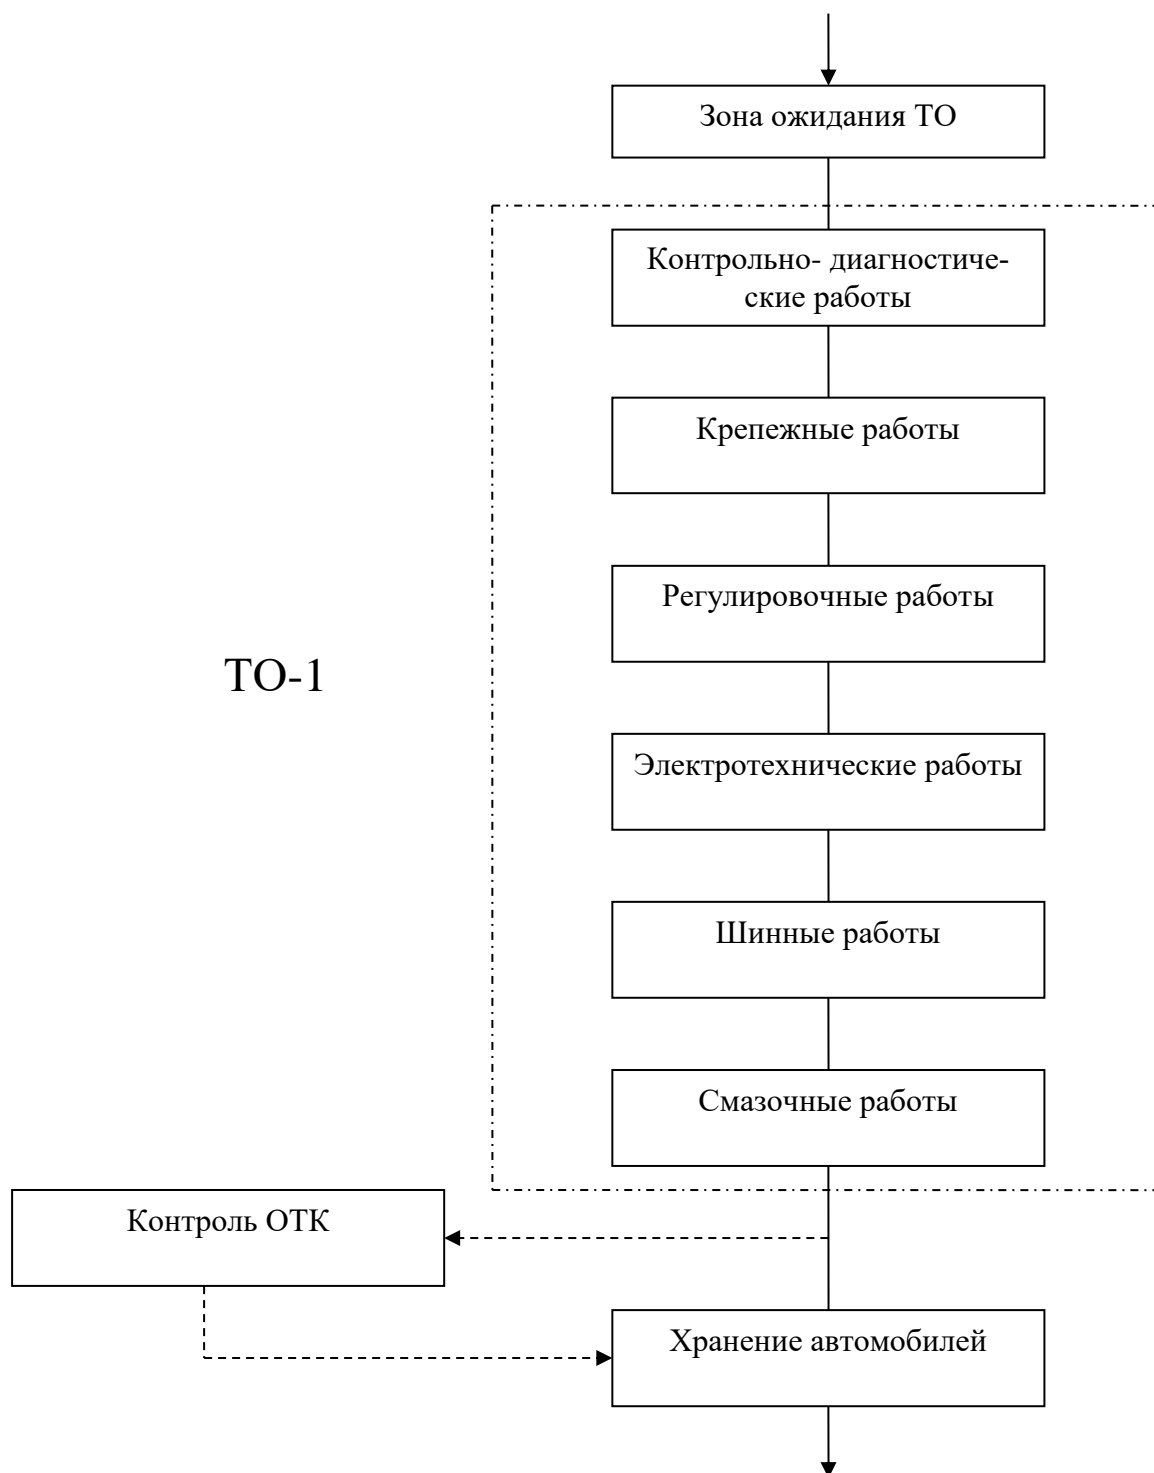 Зона ожидания ТО
Контрольно- диагностиче-
ские работы
Крепежные работы
Регулировочные работы
ТО-1
Электротехнические работы
Шинные работы
Смазочные работы
Контроль ОТК
Хранение автомобилей